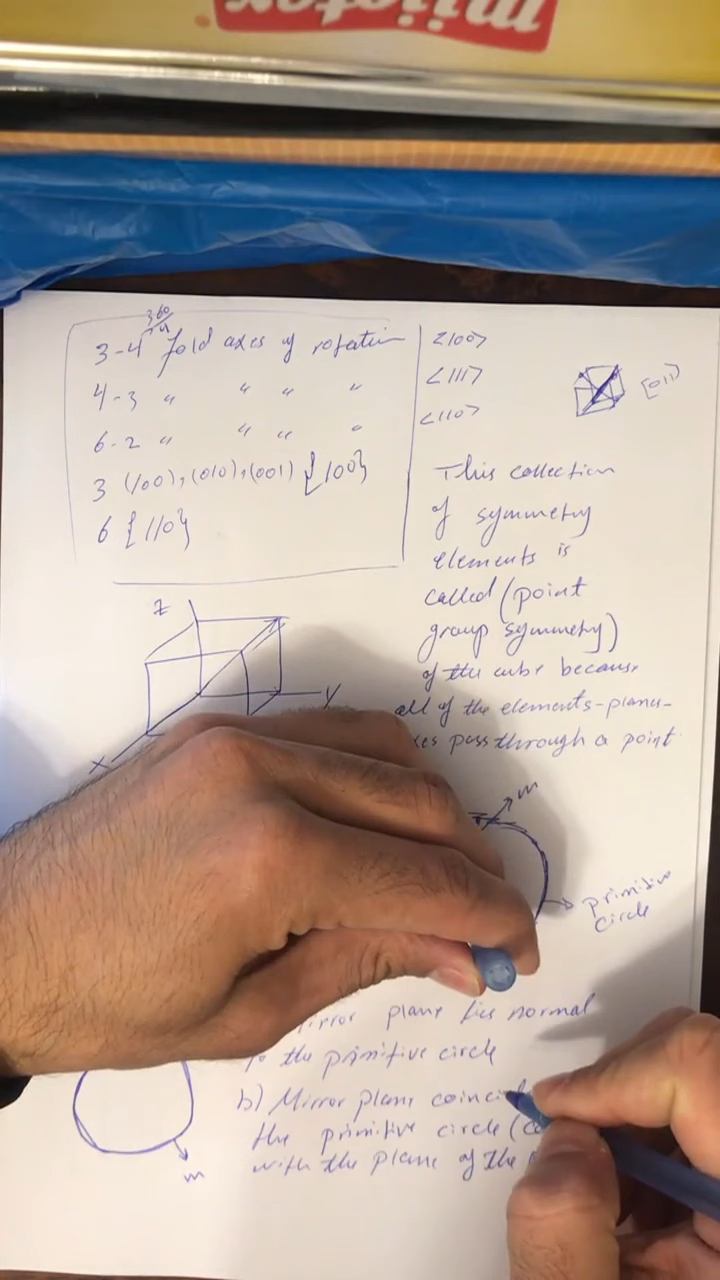 mister
360/4
3-4 fold axes of rotation <100>
4-3 " " " " <111>
6-2 " " " " <110>
3 (100), (010), (001) {100}
6 {110}
[011]
This collection
of symmetry
elements is
called (point
group symmetry)
of the cube because
all of the elements-planes-
pass through a point.
Z
Y
X
m
primitive
circle
plane lies normal
to the primitive circle
b) Mirror plane
the primitive circle
with the plane of the
m